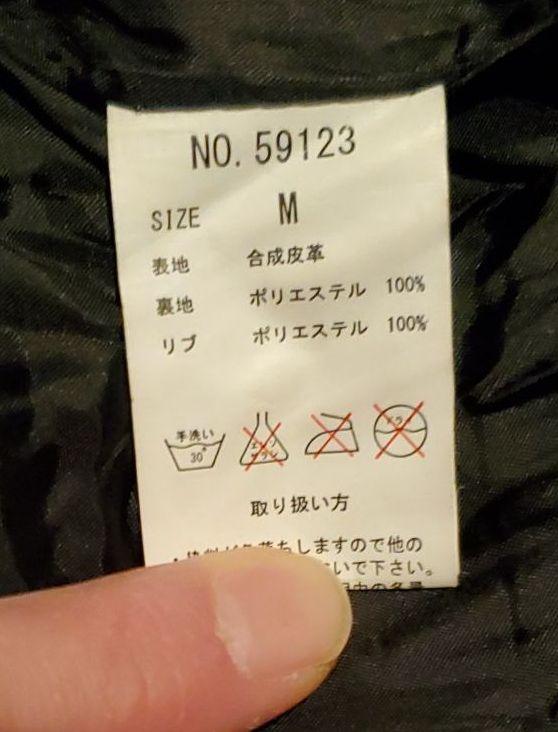 NO. 59123
SIZE M
表地 合成皮革
裏地 ポリエステル 100%
リブ ポリエステル 100%
手洗い
30°
取り扱い方
落ちしますので他の
いで下さい。